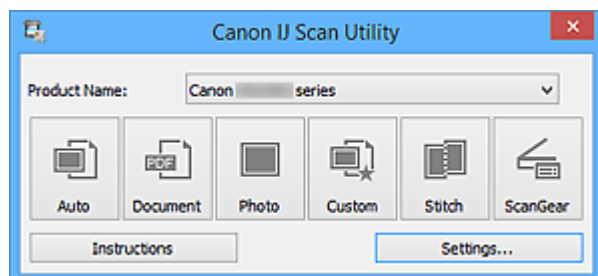 Canon IJ Scan Utility
Product Name: Canon series
Auto Document Photo Custom Stitch ScanGear
PDF
Instructions Settings...